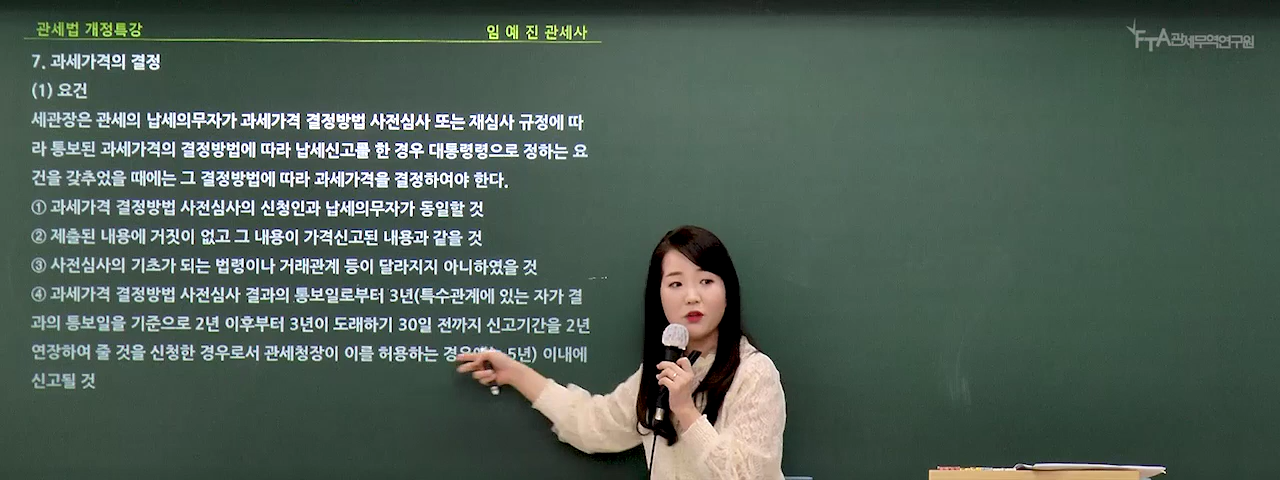 관세법 개정특강
임 예 진 관세사
FTA관세무역연구원
7. 과세가격의 결정
(1) 요건
세관장은 관세의 납세의무자가 과세가격 결정방법 사전심사 또는 재심사 규정에 따
라 통보된 과세가격의 결정방법에 따라 납세신고를 한 경우 대통령령으로 정하는 요
건을 갖추었을 때에는 그 결정방법에 따라 과세가격을 결정하여야 한다.
① 과세가격 결정방법 사전심사의 신청인과 납세의무자가 동일할 것
② 제출된 내용에 거짓이 없고 그 내용이 가격신고된 내용과 같을 것
③ 사전심사의 기초가 되는 법령이나 거래관계 등이 달라지지 아니하였을 것
④ 과세가격 결정방법 사전심사 결과의 통보일로부터 3년(특수관계에 있는 자가 결
과의 통보일을 기준으로 2년 이후부터 3년이 도래하기 30일 전까지 신고기간을 2년
연장하여 줄 것을 신청한 경우로서 관세청장이 이를 허용하는 5년) 이내에
신고될 것